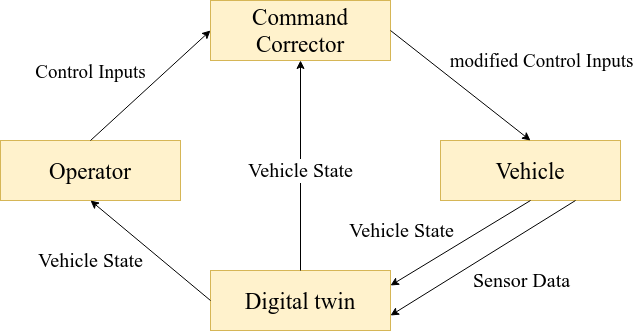 Command
Corrector
Control Inputs
modified Control Inputs
Operator
Vehicle State
Vehicle
Vehicle State
Vehicle State
Sensor Data
Digital twin